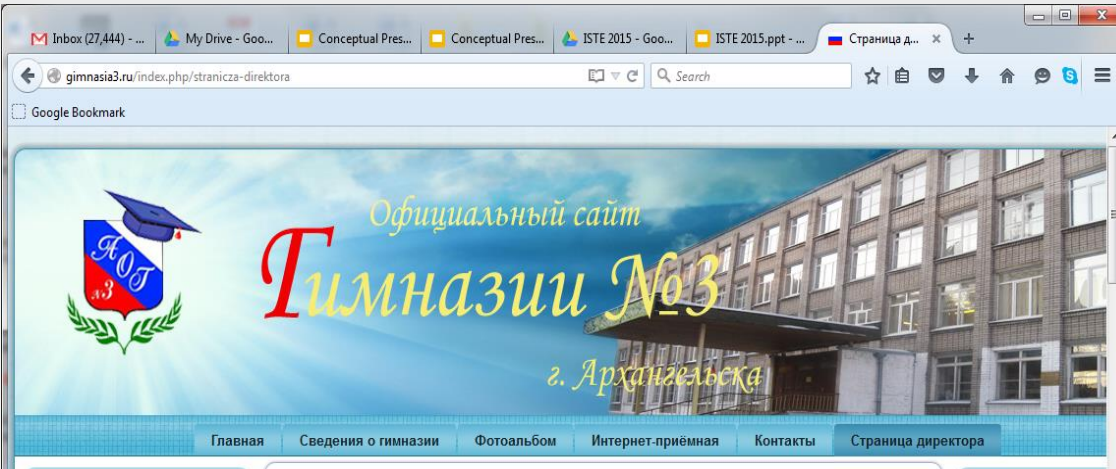 Inbox (27,444) - ... My Drive - Goo... Conceptual Pres... Conceptual Pres... ISTE 2015 - Goo... ISTE 2015.ppt - ... Страница д...
gimnasia3.ru/index.php/stranicza-direktora Search
Google Bookmark
Официальный сайт
Гимназии №3
г. Архангельска
АОГ
№3
Главная Сведения о гимназии Фотоальбом Интернет-приёмная Контакты Страница директора